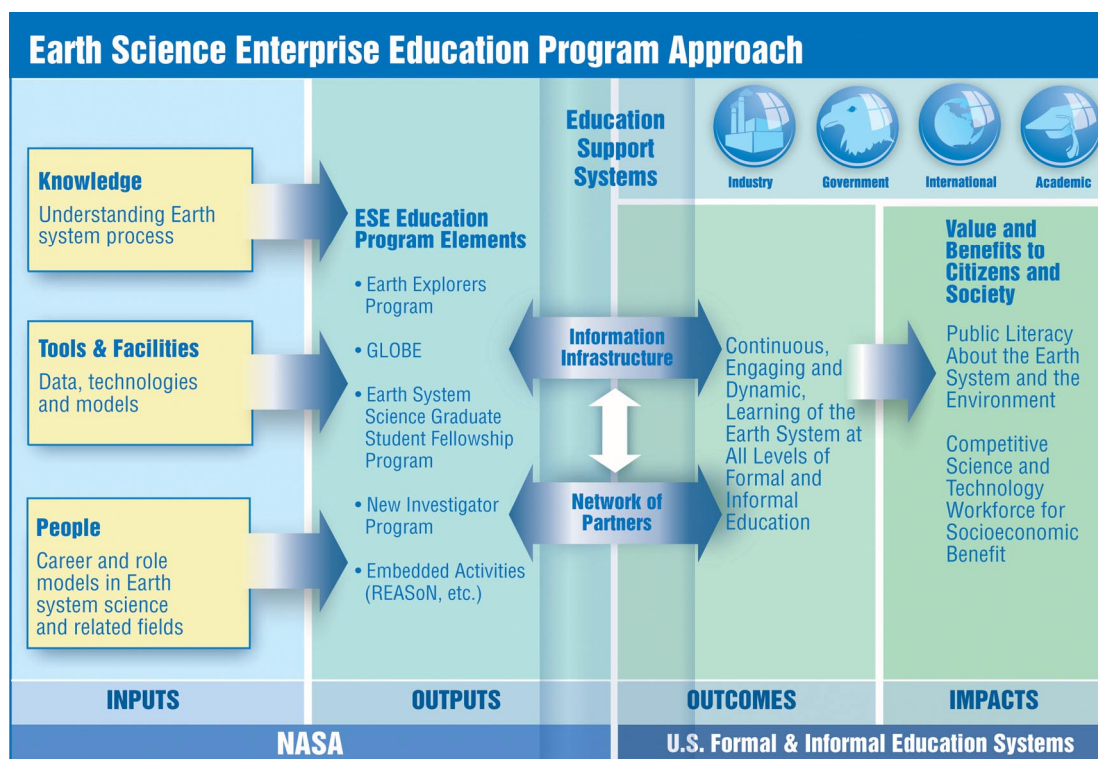 Earth Science Enterprise Education Program Approach
Knowledge
Understanding Earth
system process
Tools & Facilities
Data, technologies
and models
People
Career and role
models in Earth
system science
and related fields
ESE Education
Program Elements
• Earth Explorers
Program
• GLOBE
• Earth System
Science Graduate
Student Fellowship
Program
• New Investigator
Program
• Embedded Activities
(REASoN, etc.)
Education
Support
Systems
Information
Infrastructure
Network of
Partners
Industry
Government
International
Academic
Continuous,
Engaging and
Dynamic,
Learning of the
Earth System at
All Levels of
Formal and
Informal
Education
Value and
Benefits to
Citizens and
Society
Public Literacy
About the Earth
System and the
Environment
Competitive
Science and
Technology
Workforce for
Socioeconomic
Benefit
INPUTS
OUTPUTS
OUTCOMES
IMPACTS
NASA
U.S. Formal & Informal Education Systems